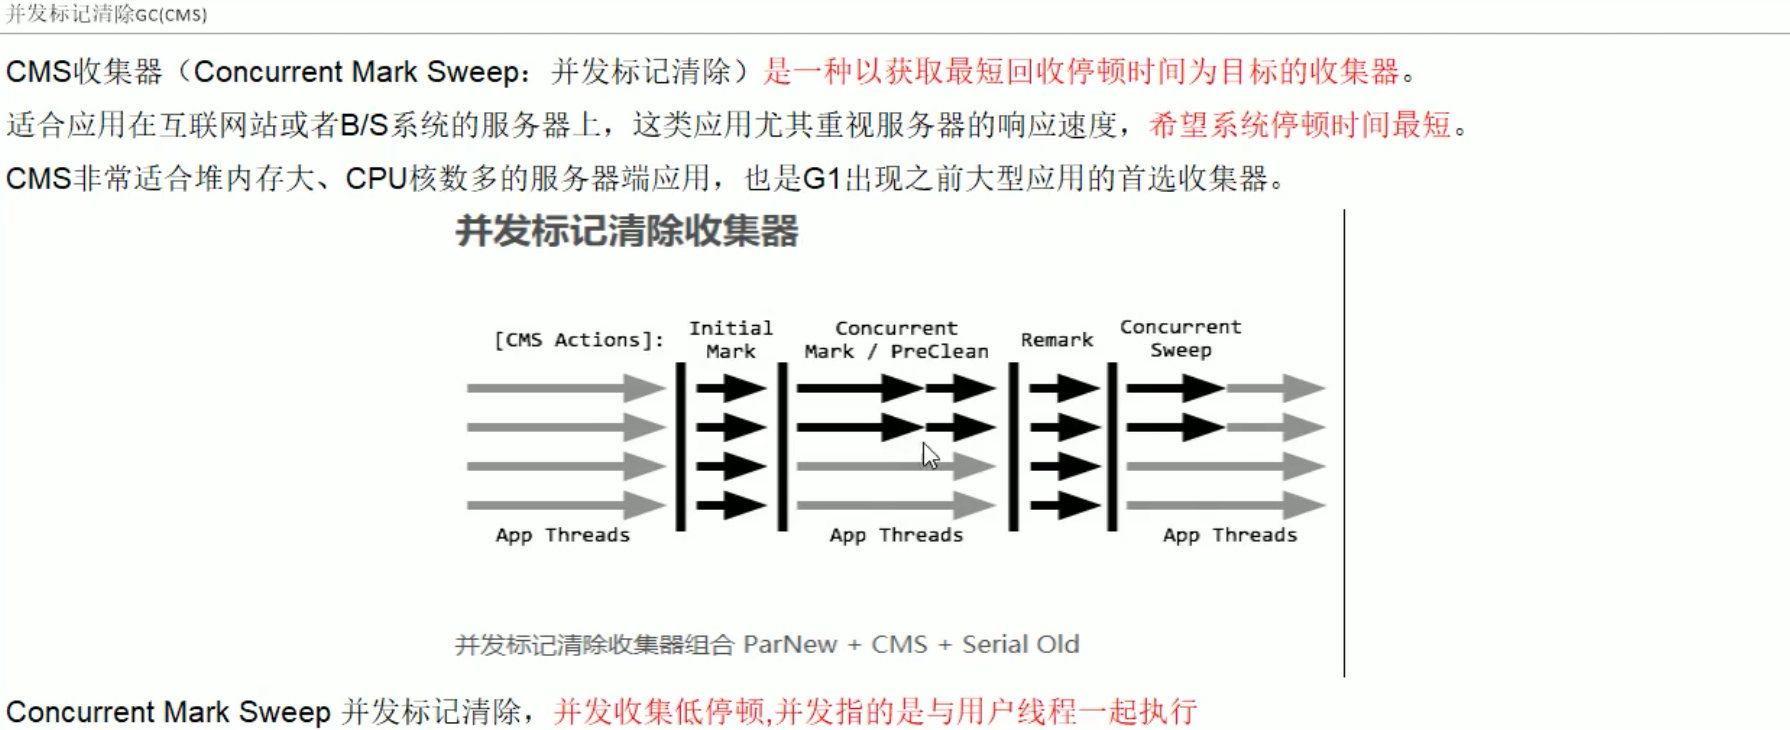 并发标记清除GC(CMS)
CMS收集器（Concurrent Mark Sweep：并发标记清除）是一种以获取最短回收停顿时间为目标的收集器。
适合应用在互联网站或者B/S系统的服务器上，这类应用尤其重视服务器的响应速度，希望系统停顿时间最短。
CMS非常适合堆内存大、CPU核数多的服务器端应用，也是G1出现之前大型应用的首选收集器。
并发标记清除收集器
[CMS Actions]:
Initial
Mark
Concurrent
Mark / PreClean
Remark
Concurrent
Sweep
App Threads
App Threads
App Threads
并发标记清除收集器组合 ParNew + CMS + Serial Old
Concurrent Mark Sweep 并发标记清除，并发收集低停顿,并发指的是与用户线程一起执行